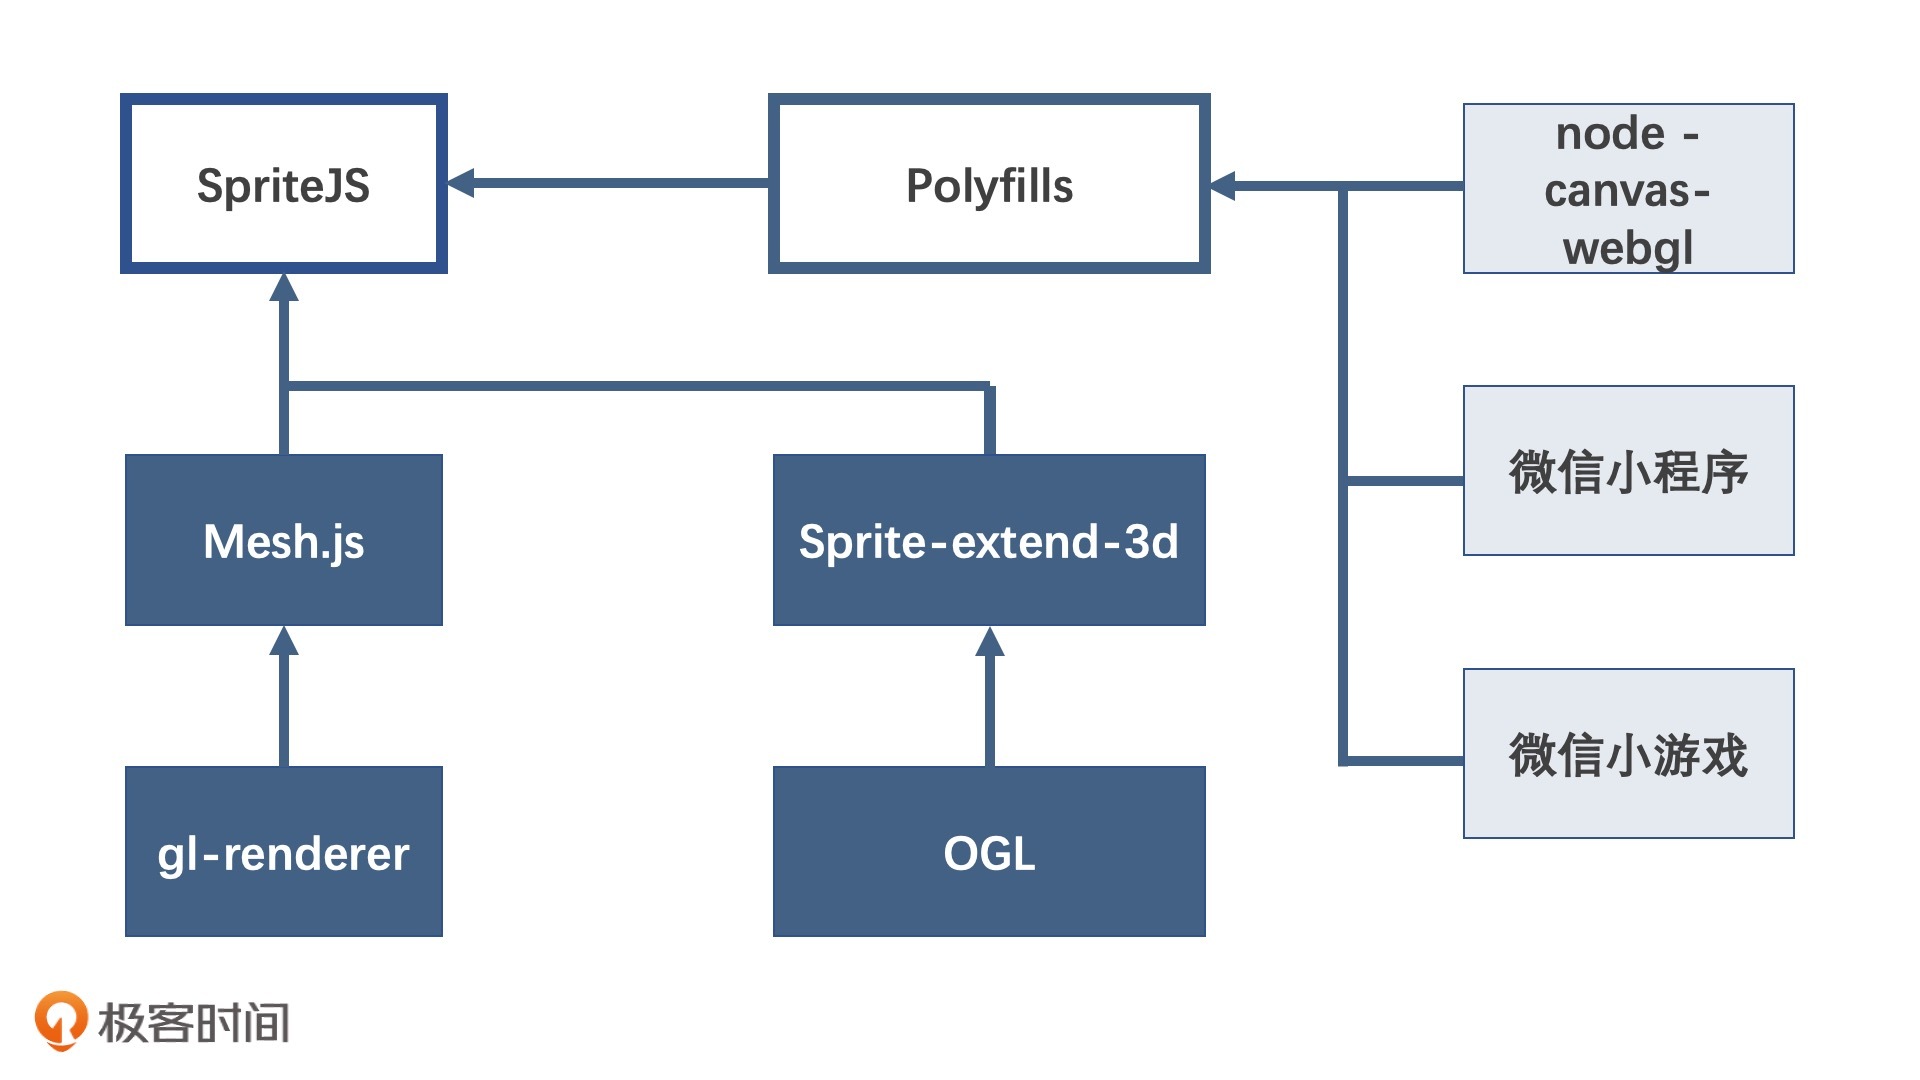 SpriteJS
Polyfills
node -
canvas-
webgl
微信小程序
Mesh.js
Sprite-extend-3d
微信小游戏
gl-renderer
OGL
极客时间